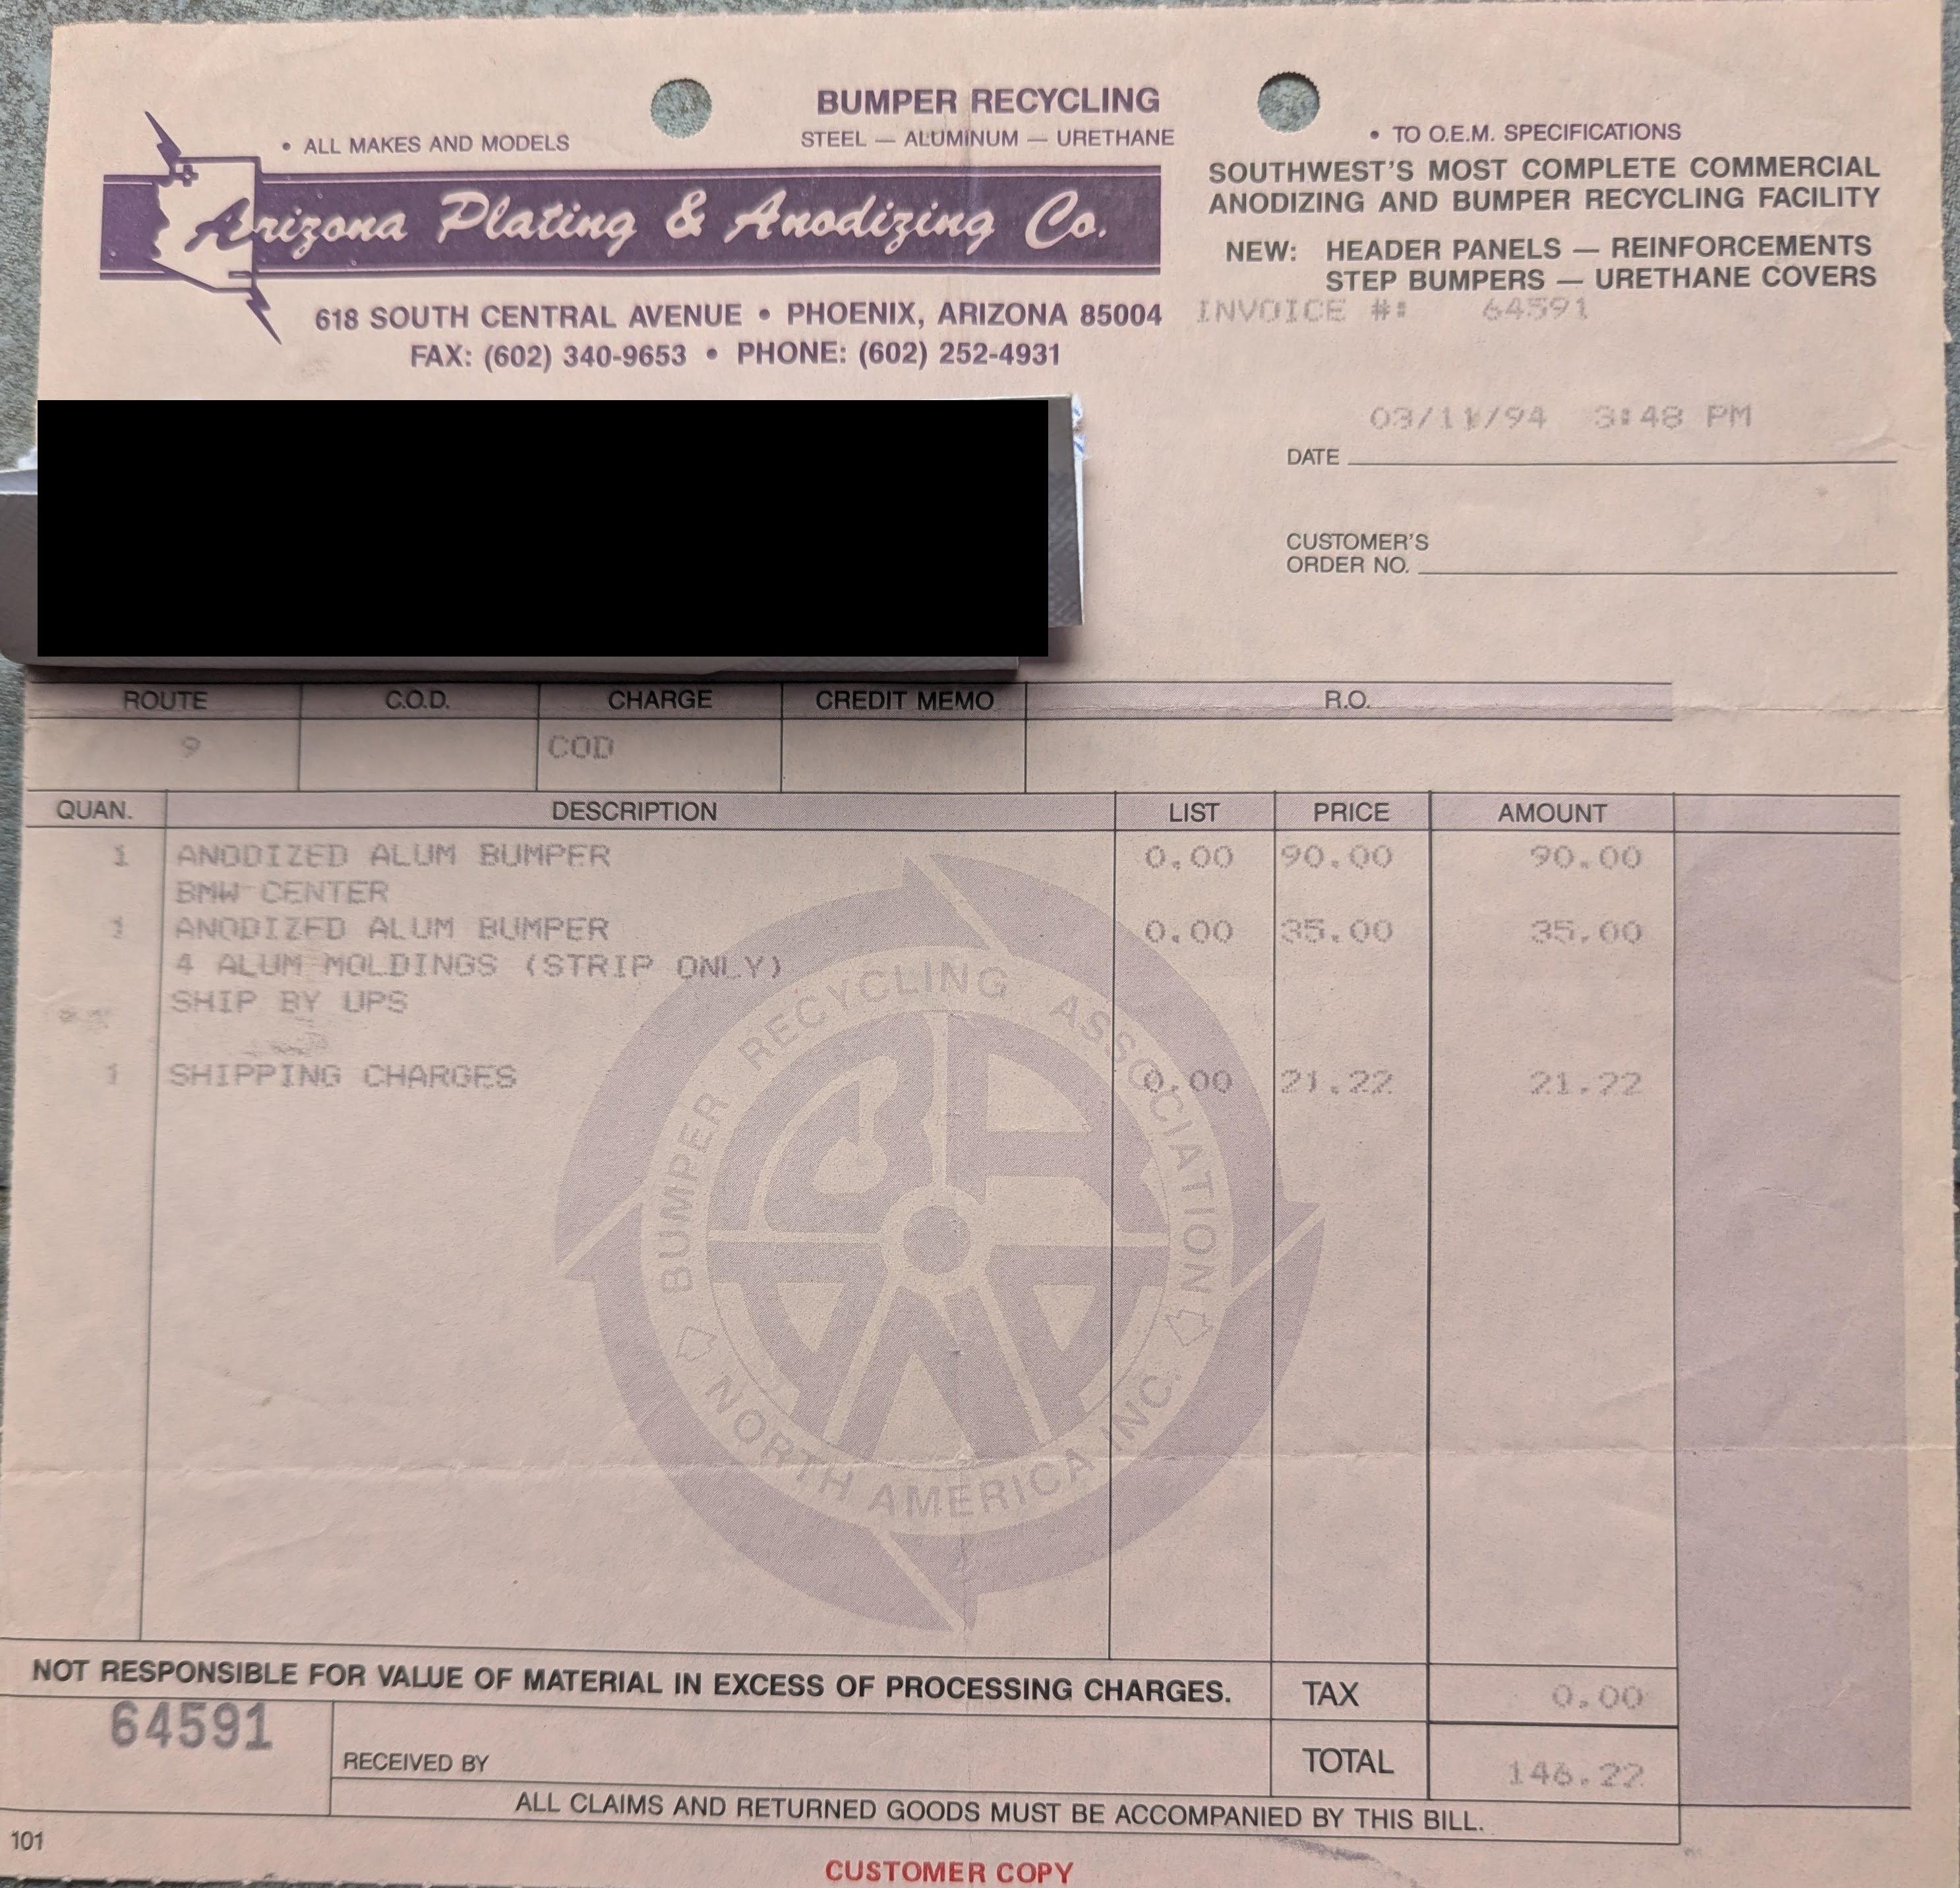 BUMPER RECYCLING
• ALL MAKES AND MODELS
STEEL — ALUMINUM — URETHANE
• TO O.E.M. SPECIFICATIONS
Arizona Plating & Anodizing Co.
SOUTHWEST'S MOST COMPLETE COMMERCIAL
ANODIZING AND BUMPER RECYCLING FACILITY
NEW: HEADER PANELS — REINFORCEMENTS
STEP BUMPERS — URETHANE COVERS
618 SOUTH CENTRAL AVENUE • PHOENIX, ARIZONA 85004
FAX: (602) 340-9653 • PHONE: (602) 252-4931
INVOICE #: 64591
03/11/94 3:48 PM
DATE
CUSTOMER'S
ORDER NO.
ROUTE C.O.D. CHARGE CREDIT MEMO R.O.
9 COD
QUAN. DESCRIPTION LIST PRICE AMOUNT
1 ANODIZED ALUM BUMPER 0.00 90.00 90.00
BMW CENTER
1 ANODIZED ALUM BUMPER 0.00 35.00 35.00
4 ALUM MOLDINGS (STRIP ONLY)
SHIP BY UPS
1 SHIPPING CHARGES 0.00 21.22 21.22
BUMPER RECYCLING ASSOCIATION
NORTH AMERICA INC.
NOT RESPONSIBLE FOR VALUE OF MATERIAL IN EXCESS OF PROCESSING CHARGES. TAX 0.00
64591
RECEIVED BY TOTAL 146.22
ALL CLAIMS AND RETURNED GOODS MUST BE ACCOMPANIED BY THIS BILL.
101
CUSTOMER COPY